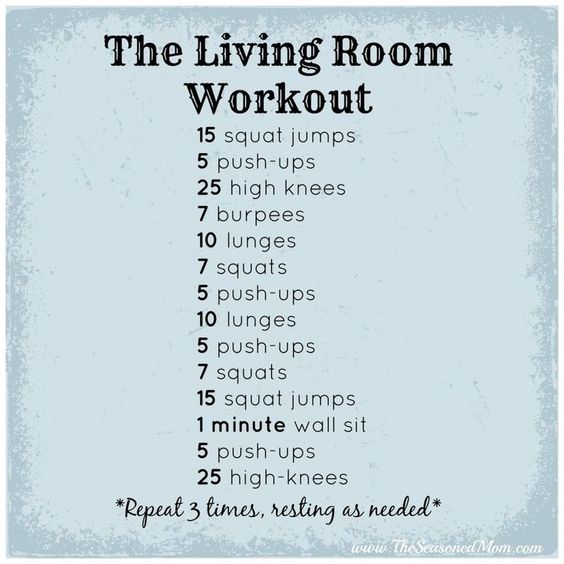 The Living Room
Workout
15 squat jumps
5 push-ups
25 high knees
7 burpees
10 lunges
7 squats
5 push-ups
10 lunges
5 push-ups
7 squats
15 squat jumps
1 minute wall sit
5 push-ups
25 high-knees
*Repeat 3 times, resting as needed*
www.TheSeasonedMom.com